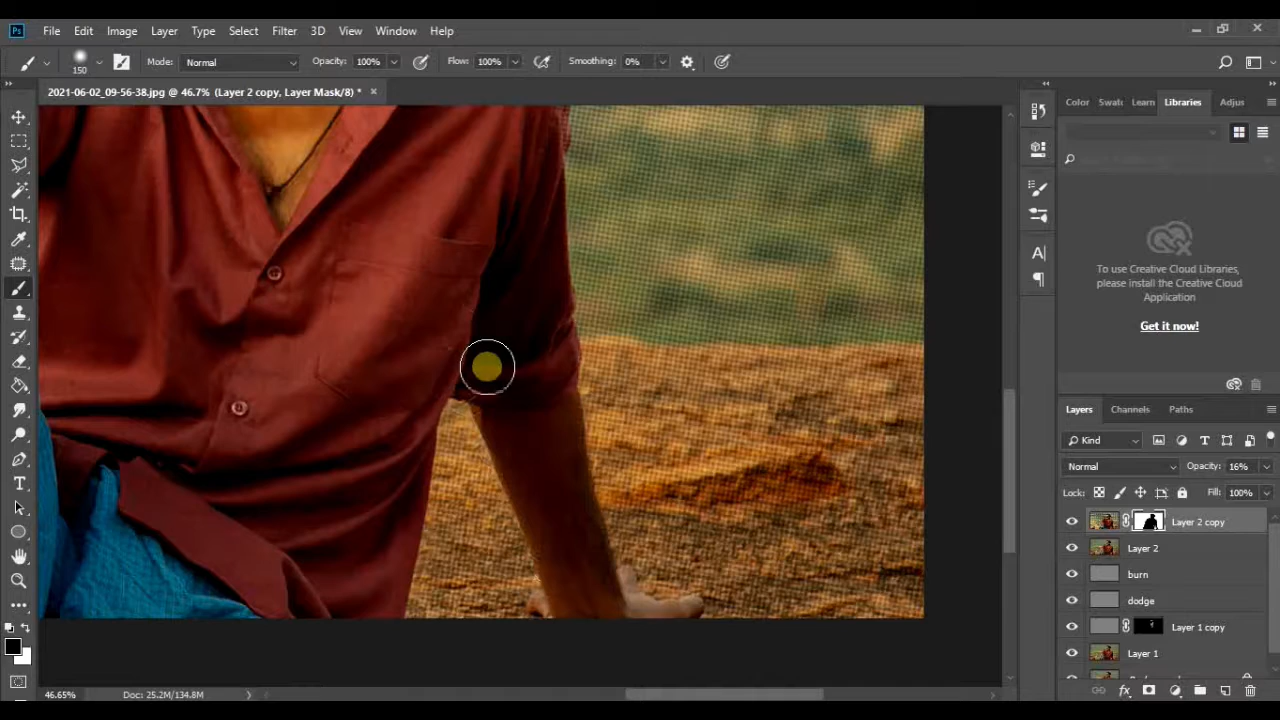 Ps File Edit Image Layer Type Select Filter 3D View Window Help
150 Mode: Normal Opacity: 100% Flow: 100% Smoothing: 0%
2021-06-02_09-56-38.jpg @ 46.7% (Layer 2 copy, Layer Mask/8) *
Color Swatc Learn Libraries Adjus
To use Creative Cloud Libraries,
please install the Creative Cloud
Application
Get it now!
Layers Channels Paths
Kind
Normal Opacity: 16%
Lock: Fill: 100%
Layer 2 copy
Layer 2
burn
dodge
Layer 1 copy
Layer 1
46.65% Doc: 25.2M/134.8M